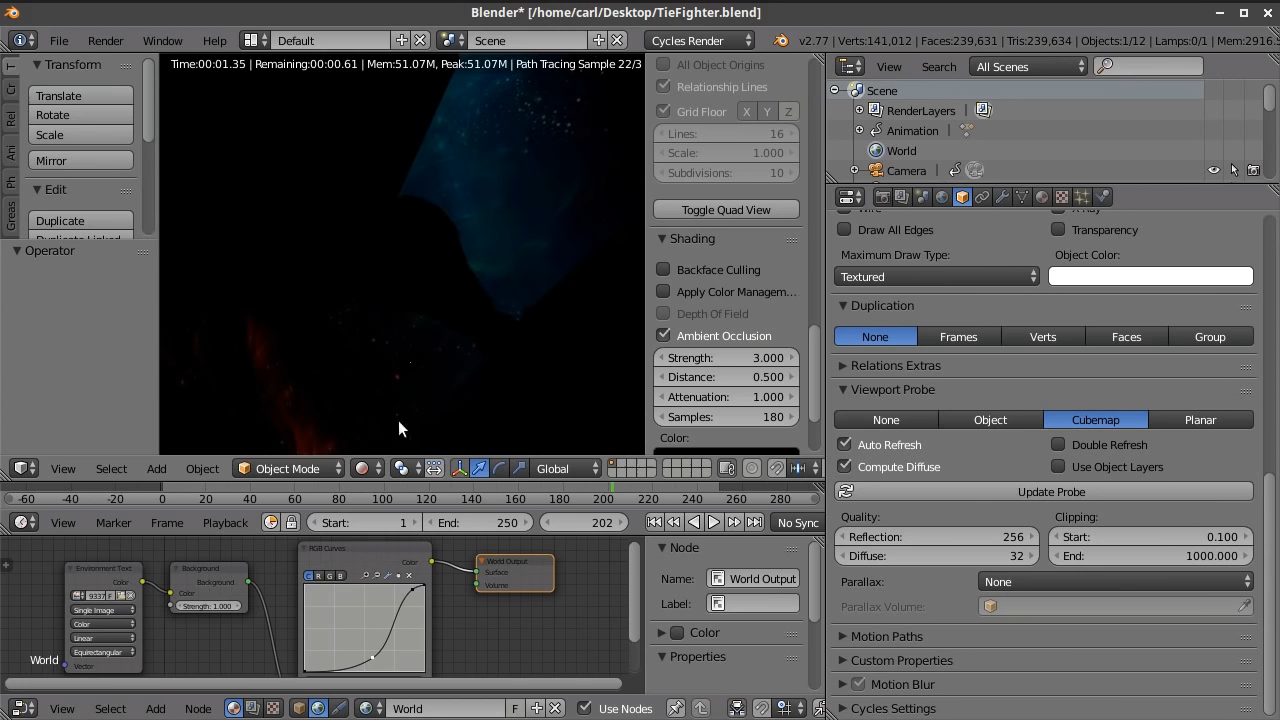 Blender* [/home/carl/Desktop/TieFighter.blend]
File Render Window Help Default Scene Cycles Render v2.77 | Verts:141,012 | Faces:239,631 | Tris:239,634 | Objects:1/12 | Lamps:0/1 | Mem:2916.
Time:00:01.35 | Remaining:00:00.61 | Mem:51.07M, Peak:51.07M | Path Tracing Sample 22/3
T
Cr
Rel
Ani
Ph
Greas
Transform
Translate
Rotate
Scale
Mirror
Edit
Duplicate
Duplicate Linked
Operator
All Object Origins
Relationship Lines
Grid Floor X Y Z
Lines: 16
Scale: 1.000
Subdivisions: 10
Toggle Quad View
Shading
Backface Culling
Apply Color Managem...
Depth Of Field
Ambient Occlusion
Strength: 3.000
Distance: 0.500
Attenuation: 1.000
Samples: 180
Color:
View Search All Scenes
Scene
RenderLayers
Animation
World
Camera
Wire X-Ray
Draw All Edges Transparency
Maximum Draw Type: Object Color:
Textured
Duplication
None Frames Verts Faces Group
Relations Extras
Viewport Probe
None Object Cubemap Planar
Auto Refresh Double Refresh
Compute Diffuse Use Object Layers
Update Probe
Quality: Clipping:
Reflection: 256 Start: 0.100
Diffuse: 32 End: 1000.000
Parallax: None
Parallax Volume:
Motion Paths
Custom Properties
Motion Blur
Cycles Settings
View Select Add Object Object Mode Global
-60 -40 -20 0 20 40 60 80 100 120 140 160 180 200 220 240 260 280
View Marker Frame Playback Start: 1 End: 250 202 No Sync
Environment Text
Color
F
Single Image
Color
Linear
Equirectangular
Vector
World
Background
Background
Color
Strength: 1.000
RGB Curves
Color
C R G B
World Output
Surface
Volume
Node
Name: World Output
Label:
Color
Properties
View Select Add Node World F Use Nodes